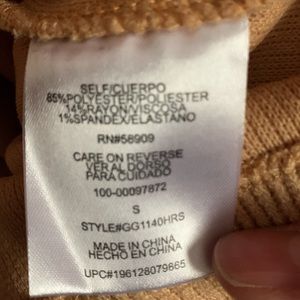 SELF/CUERPO
85%POLYESTER/POLIESTER
14%RAYON/VISCOSA
1%SPANDEX/ELASTANO
RN#58909
CARE ON REVERSE
VER AL DORSO
PARA CUIDADO
100-00097872
S
STYLE#GG1140HRS
MADE IN CHINA
HECHO EN CHINA
UPC#196128079865